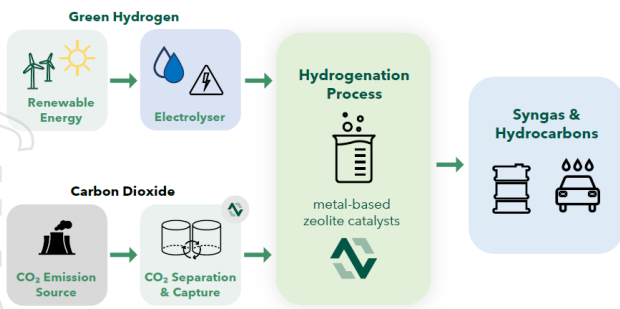 Green Hydrogen
Renewable
Energy
Electrolyser
Hydrogenation
Process
metal-based
zeolite catalysts
Syngas &
Hydrocarbons
Carbon Dioxide
CO₂ Emission
Source
CO₂ Separation
& Capture